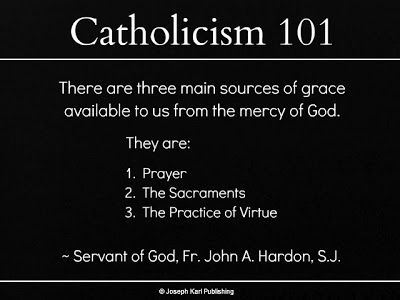 Catholicism 101
There are three main sources of grace
available to us from the mercy of God.
They are:
1. Prayer
2. The Sacraments
3. The Practice of Virtue
~ Servant of God, Fr. John A. Hardon, S.J.
© Joseph Karl Publishing